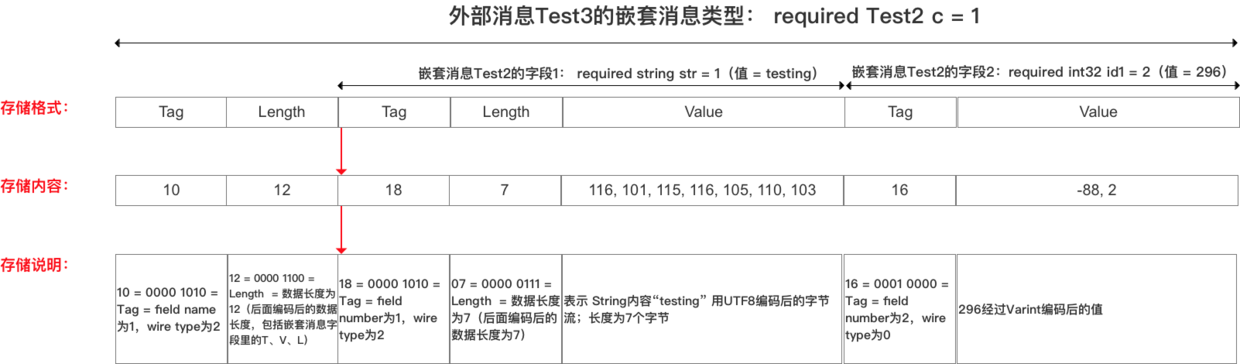 外部消息Test3的嵌套消息类型： required Test2 c = 1
嵌套消息Test2的字段1： required string str = 1（值 = testing）
嵌套消息Test2的字段2：required int32 id1 = 2（值 = 296）
存储格式：
Tag
Length
Tag
Length
Value
Tag
Value
存储内容：
10
12
18
7
116, 101, 115, 116, 105, 110, 103
16
-88, 2
存储说明：
10 = 0000 1010 =
Tag = field name
为1，wire type为2
12 = 0000 1100 =
Length = 数据长度为
12（后面编码后的数据
长度，包括嵌套消息字
段里的T、V、L）
18 = 0000 1010 =
Tag = field
number为1，wire
type为2
07 = 0000 0111 =
Length = 数据长度
为7（后面编码后的
数据长度为7）
表示 String内容“testing” 用UTF8编码后的字节
流；长度为7个字节
16 = 0001 0000 =
Tag = field
number为2，wire
type为0
296经过Varint编码后的值